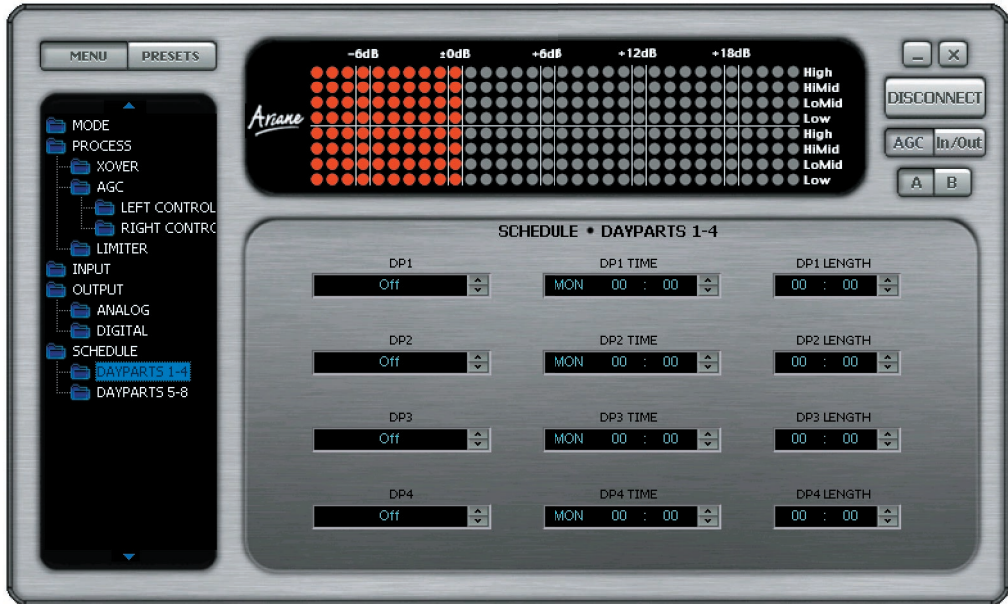 MENU PRESETS
MODE
PROCESS
XOVER
AGC
LEFT CONTROL
RIGHT CONTRO
LIMITER
INPUT
OUTPUT
ANALOG
DIGITAL
SCHEDULE
DAYPARTS 1-4
DAYPARTS 5-8
Ariane
-6dB ±0dB +6dB +12dB +18dB
High
HiMid
LoMid
Low
High
HiMid
LoMid
Low
DISCONNECT
AGC In/Out
A B
SCHEDULE • DAYPARTS 1-4
DP1 DP1 TIME DP1 LENGTH
Off MON 00 : 00 00 : 00
DP2 DP2 TIME DP2 LENGTH
Off MON 00 : 00 00 : 00
DP3 DP3 TIME DP3 LENGTH
Off MON 00 : 00 00 : 00
DP4 DP4 TIME DP4 LENGTH
Off MON 00 : 00 00 : 00